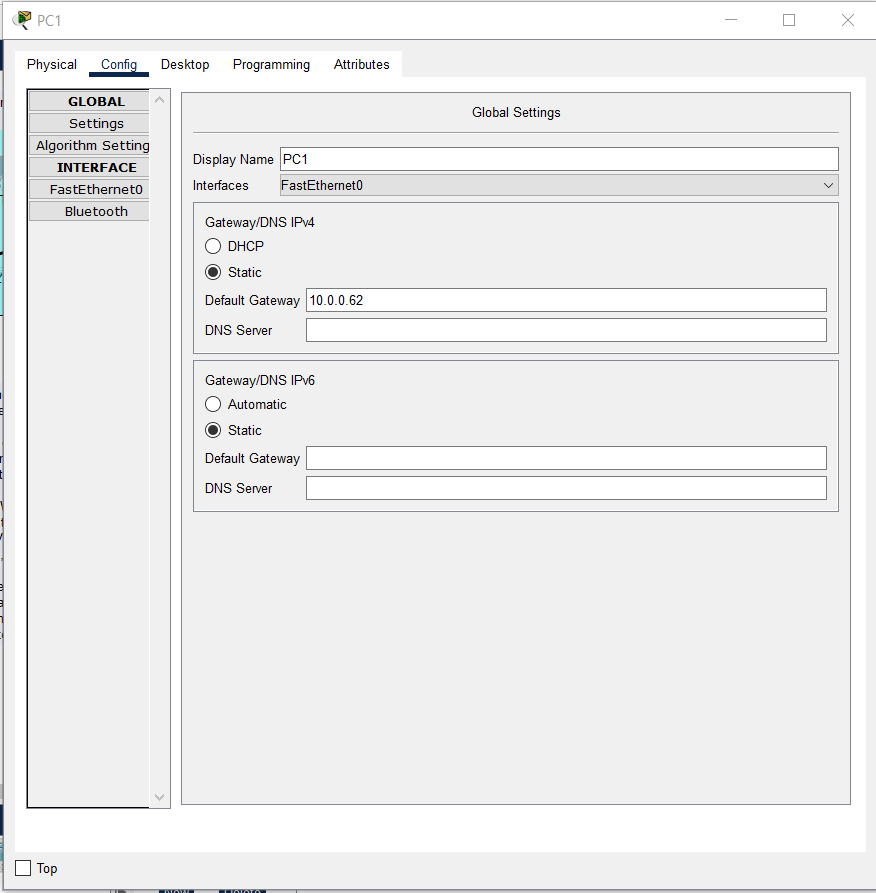 PC1
Physical Config Desktop Programming Attributes
GLOBAL
Settings
Algorithm Setting
INTERFACE
FastEthernet0
Bluetooth
Global Settings
Display Name PC1
Interfaces FastEthernet0
Gateway/DNS IPv4
DHCP
Static
Default Gateway 10.0.0.62
DNS Server
Gateway/DNS IPv6
Automatic
Static
Default Gateway
DNS Server
Top